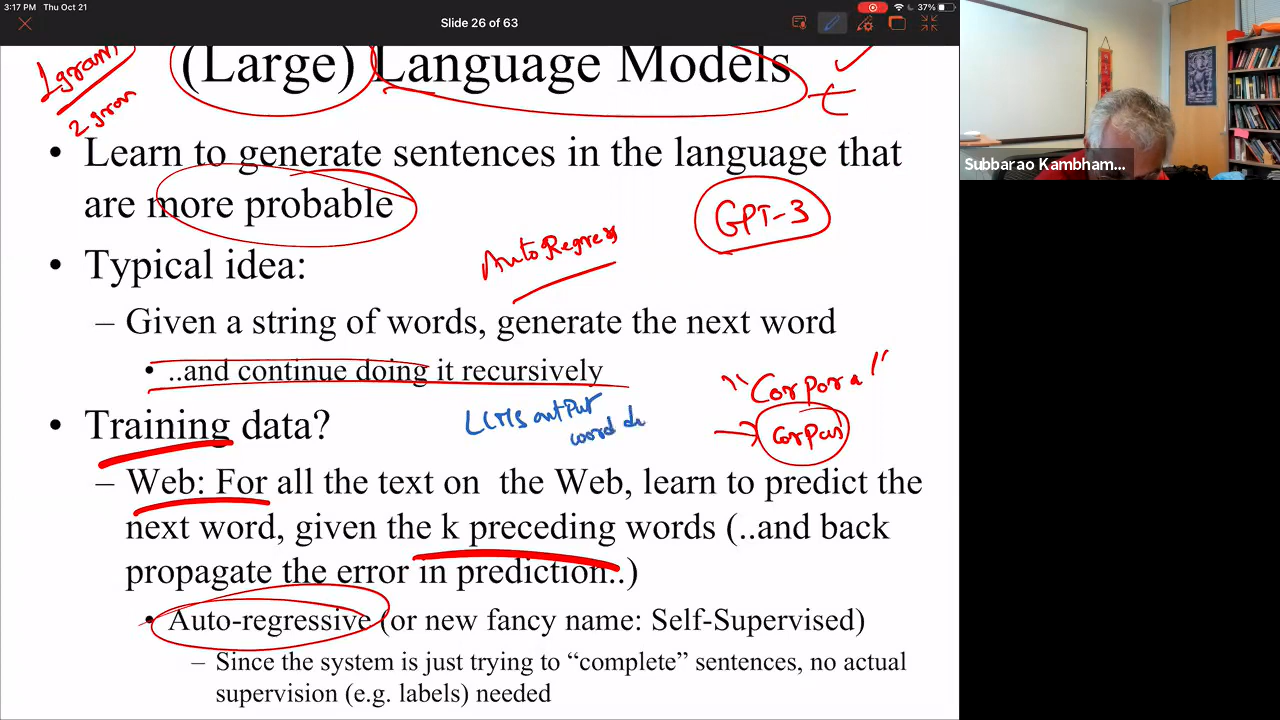 3:17 PM Thu Oct 21
37%
Slide 26 of 63
1gram
2 gram
(Large) Language Models
t
• Learn to generate sentences in the language that
are more probable
GPT-3
• Typical idea:
AutoRegress
– Given a string of words, generate the next word
• ..and continue doing it recursively
"Corpora"
• Training data?
LLMs output
word
corpus
– Web: For all the text on the Web, learn to predict the
next word, given the k preceding words (..and back
propagate the error in prediction..)
• Auto-regressive (or new fancy name: Self-Supervised)
– Since the system is just trying to “complete” sentences, no actual
supervision (e.g. labels) needed
Subbarao Kambham...